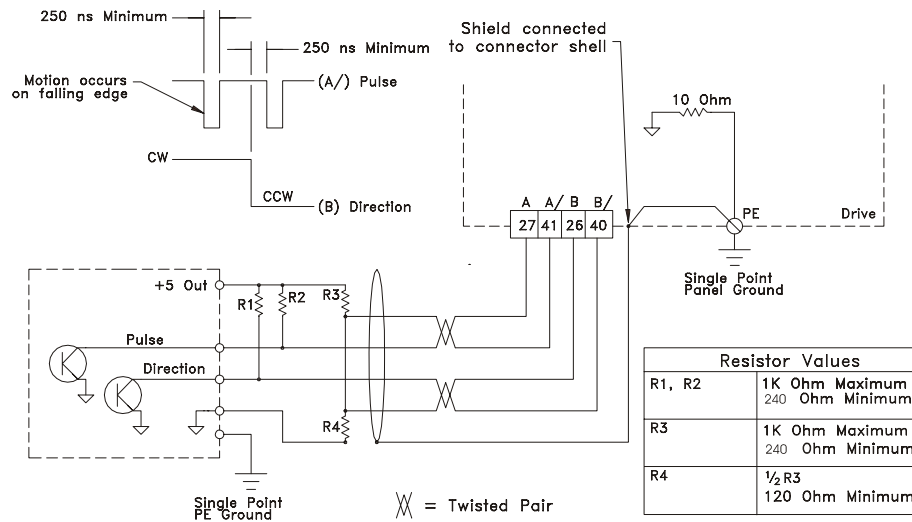 250 ns Minimum
250 ns Minimum
Motion occurs
on falling edge
(A/) Pulse
CW
CCW
(B) Direction
Shield connected
to connector shell
10 Ohm
A A/ B B/
27 41 26 40
PE
Drive
Single Point
Panel Ground
+5 Out
R1
R2
R3
Pulse
Direction
R4
Single Point
PE Ground
= Twisted Pair
Resistor Values
R1, R2
1K Ohm Maximum
240 Ohm Minimum
R3
1K Ohm Maximum
240 Ohm Minimum
R4
½ R3
120 Ohm Minimum